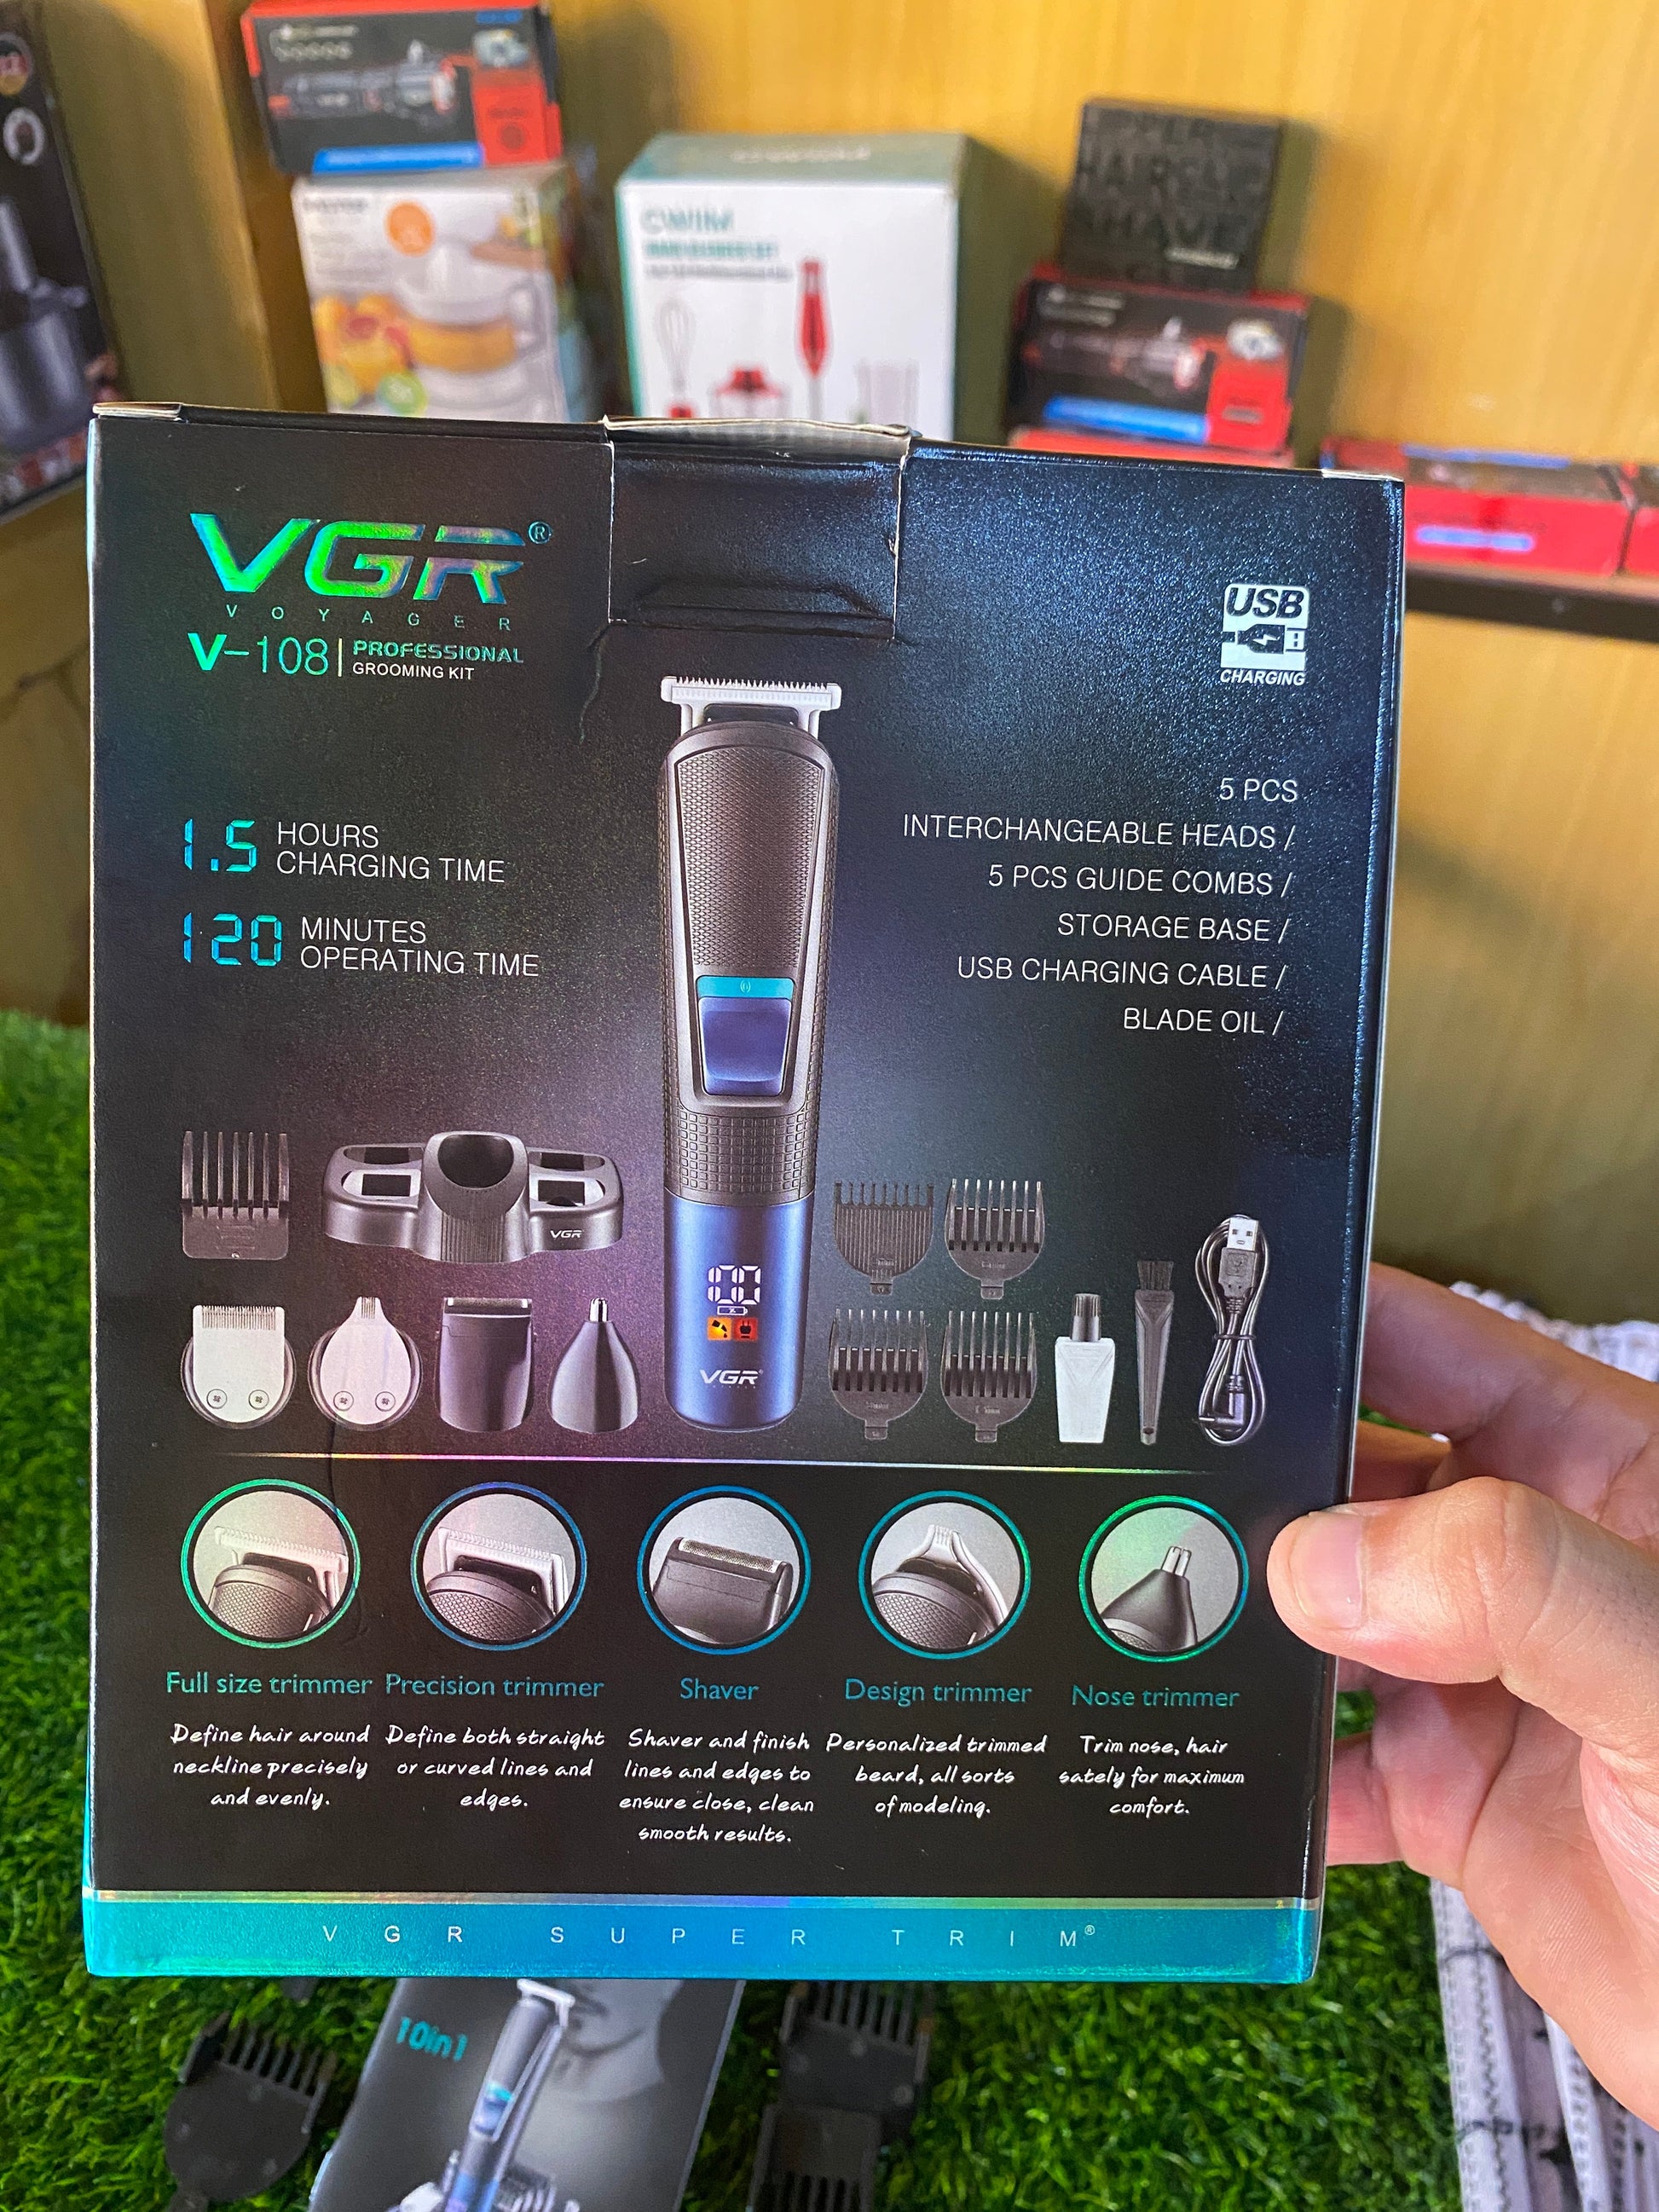 VGR®
VOYAGER
V-108 | PROFESSIONAL
GROOMING KIT
USB
CHARGING
1.5 HOURS
CHARGING TIME
120 MINUTES
OPERATING TIME
5 PCS
INTERCHANGEABLE HEADS /
5 PCS GUIDE COMBS /
STORAGE BASE /
USB CHARGING CABLE /
BLADE OIL /
VGR
100
VGR
Full size trimmer
Define hair around
neckline precisely
and evenly.
Precision trimmer
Define both straight
or curved lines and
edges.
Shaver
Shaver and finish
lines and edges to
ensure close, clean
smooth results.
Design trimmer
Personalized trimmed
beard, all sorts
of modeling.
Nose trimmer
Trim nose, hair
sately for maximum
comfort.
VGR SUPER TRIM®
10in1